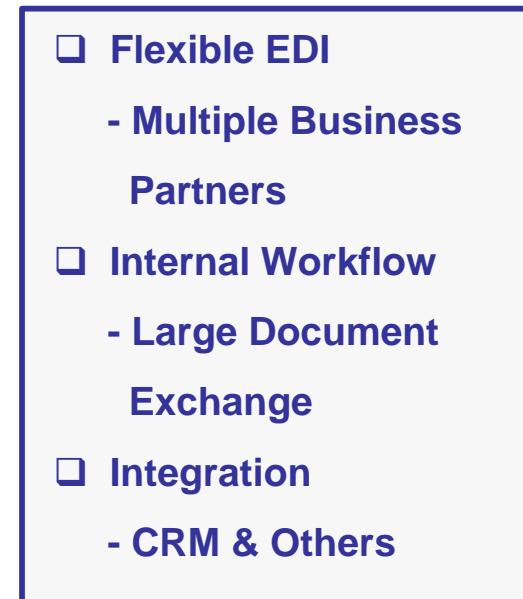 ❑ Flexible EDI
- Multiple Business
Partners
❑ Internal Workflow
- Large Document
Exchange
❑ Integration
- CRM & Others